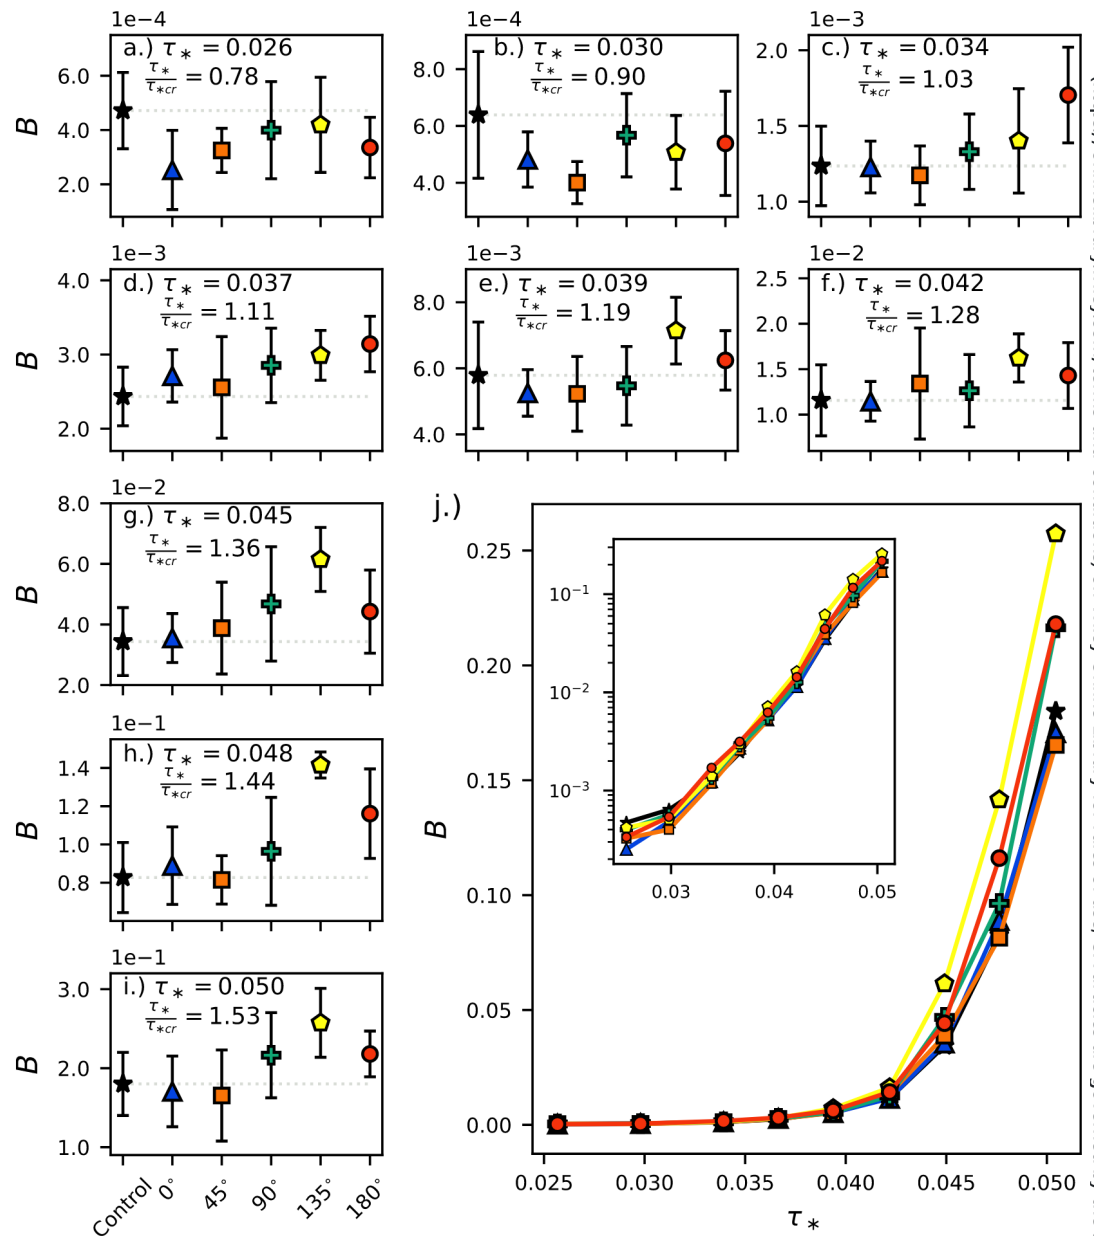 1e−4
a.) τ∗ = 0.026
τ∗/τ∗cr = 0.78
B
6.0
4.0
2.0
1e−4
b.) τ∗ = 0.030
τ∗/τ∗cr = 0.90
8.0
6.0
4.0
1e−3
c.) τ∗ = 0.034
τ∗/τ∗cr = 1.03
2.0
1.5
1.0
1e−3
d.) τ∗ = 0.037
τ∗/τ∗cr = 1.11
B
4.0
3.0
2.0
1e−3
e.) τ∗ = 0.039
τ∗/τ∗cr = 1.19
8.0
6.0
4.0
1e−2
f.) τ∗ = 0.042
τ∗/τ∗cr = 1.28
2.5
2.0
1.5
1.0
1e−2
g.) τ∗ = 0.045
τ∗/τ∗cr = 1.36
B
8.0
6.0
4.0
2.0
1e−1
h.) τ∗ = 0.048
τ∗/τ∗cr = 1.44
B
1.4
1.2
1.0
0.8
1e−1
i.) τ∗ = 0.050
τ∗/τ∗cr = 1.53
B
3.0
2.0
1.0
Control 0° 45° 90° 135° 180°
j.)
B
0.25
0.20
0.15
0.10
0.05
0.00
10⁻¹
10⁻²
10⁻³
0.03 0.04 0.05
0.025 0.030 0.035 0.040 0.045 0.050
τ∗